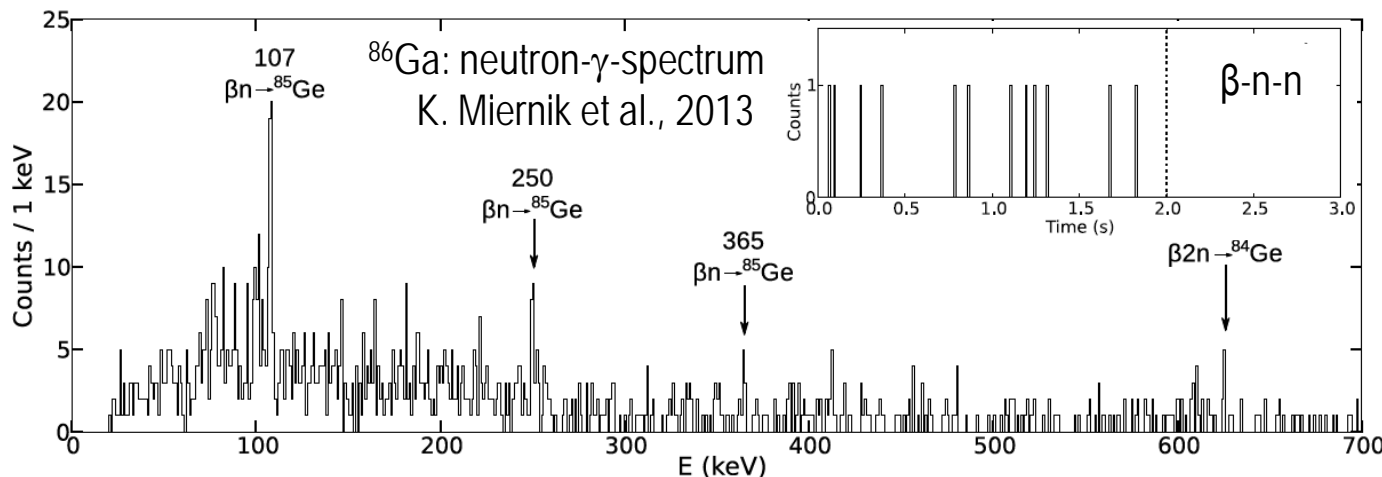 ⁸⁶Ga: neutron-γ-spectrum
K. Miernik et al., 2013
107
βn→⁸⁵Ge
250
βn→⁸⁵Ge
365
βn→⁸⁵Ge
β2n→⁸⁴Ge
Counts / 1 keV
25
20
15
10
5
0
0 100 200 300 400 500 600 700
E (keV)
β-n-n
Counts
1
0
0.0 0.5 1.0 1.5 2.0 2.5 3.0
Time (s)